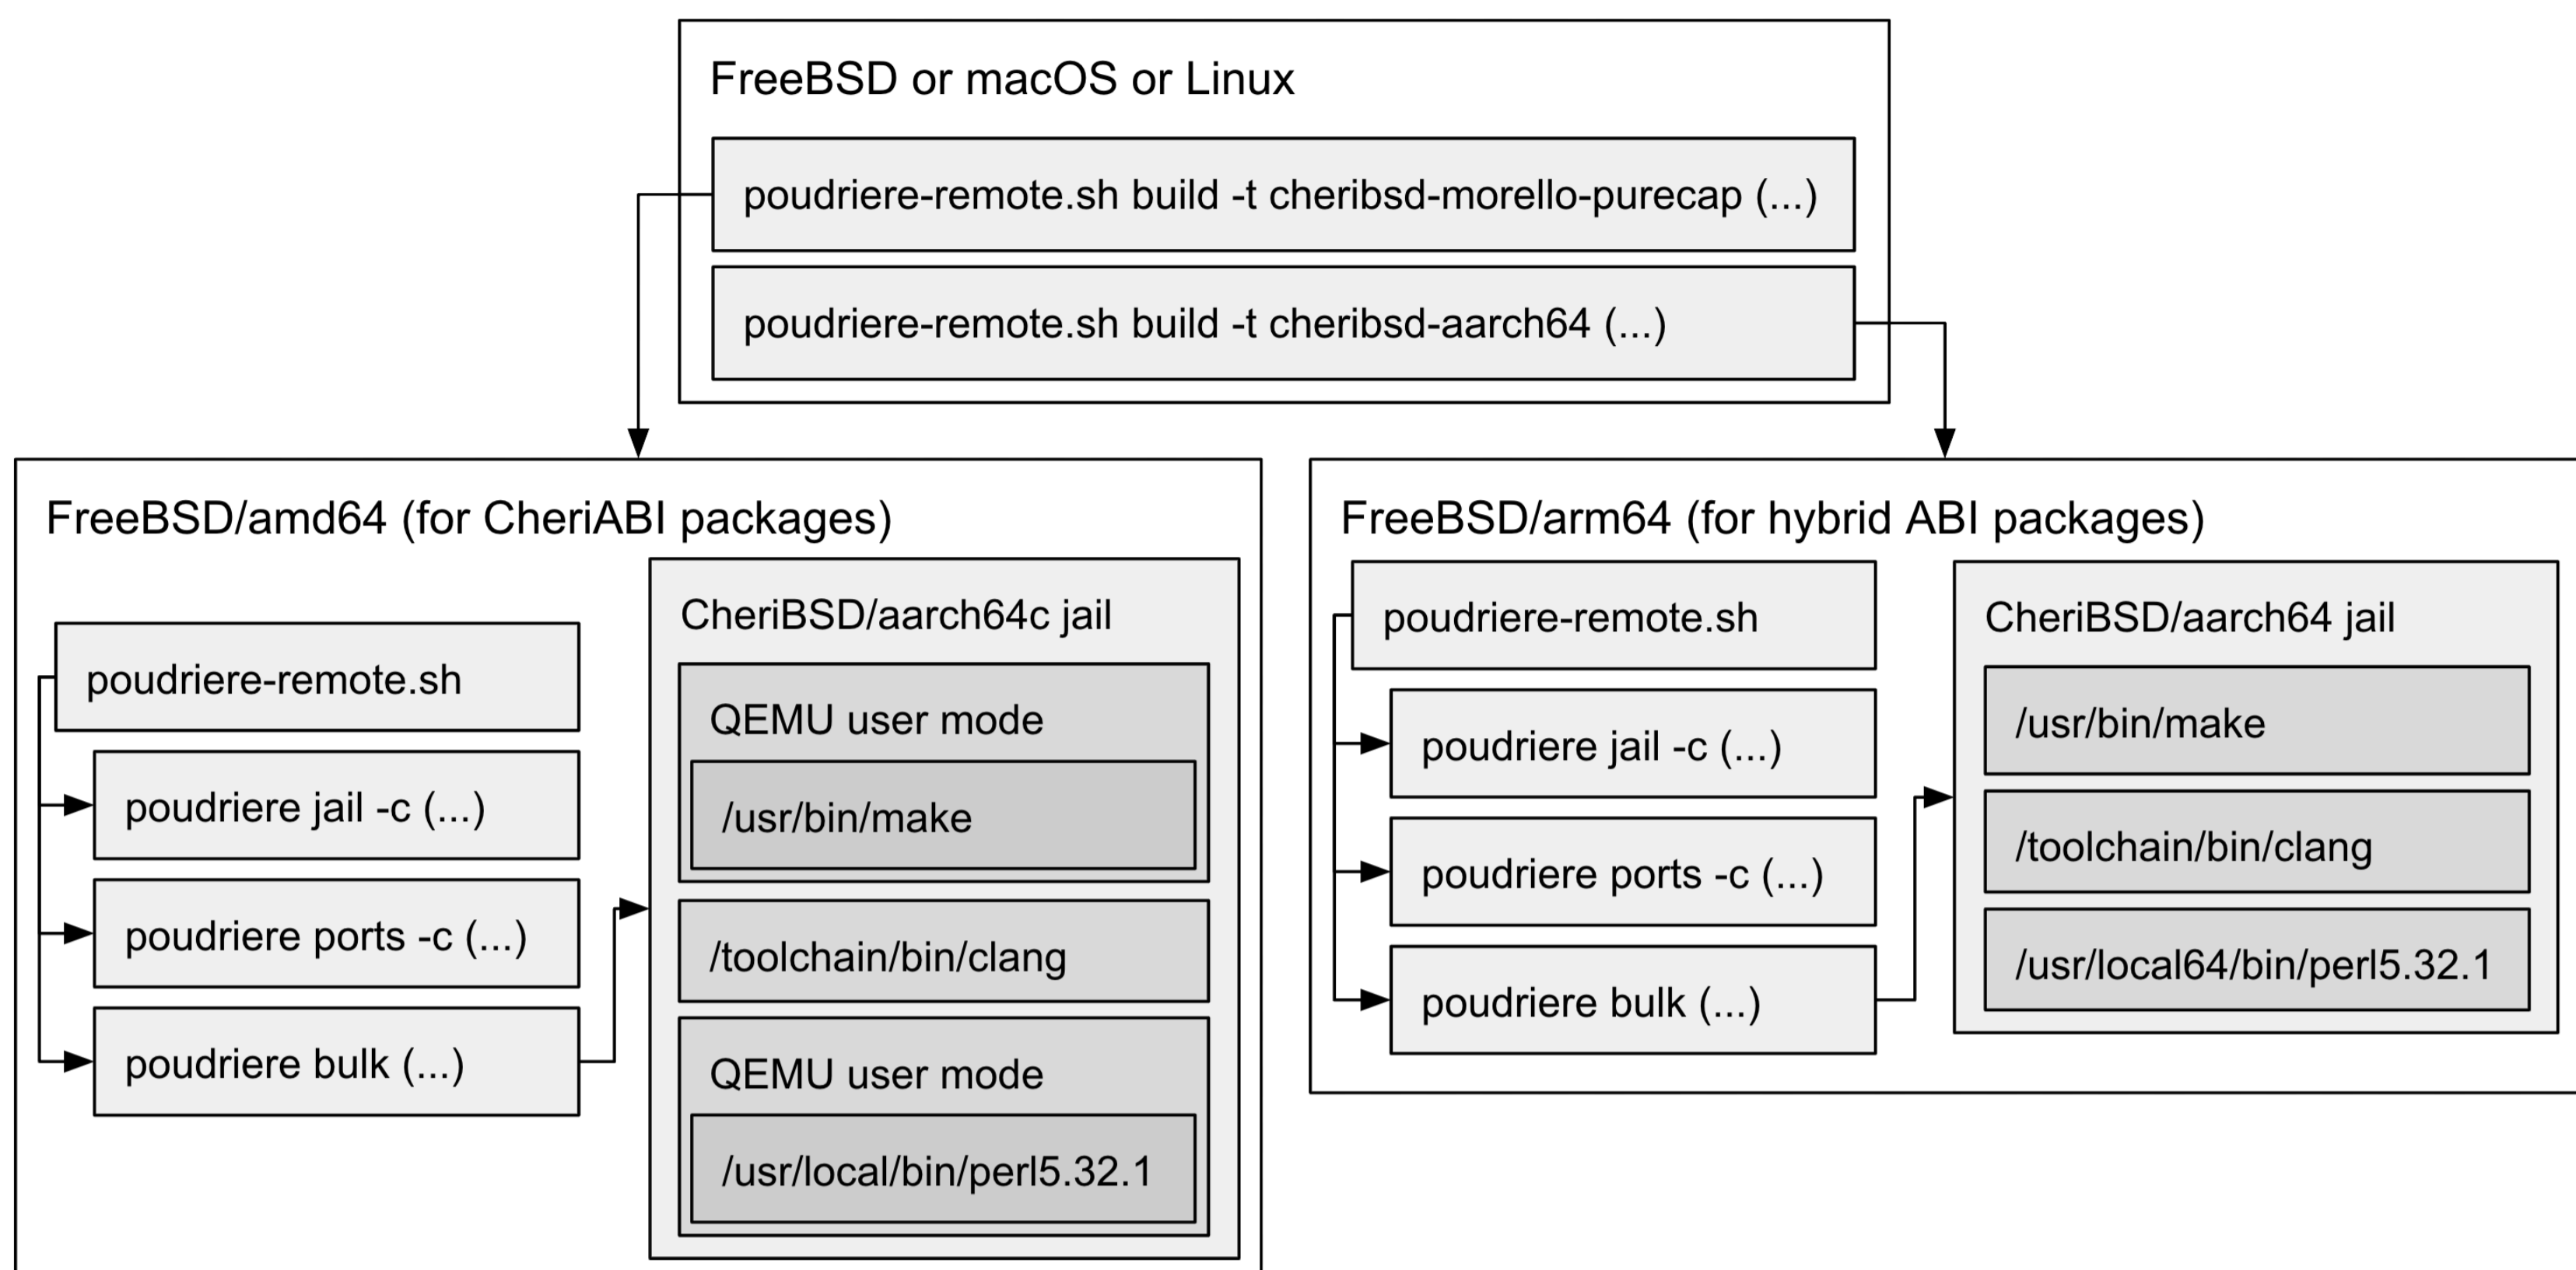 FreeBSD or macOS or Linux
poudriere-remote.sh build -t cheribsd-morello-purecap (...)
poudriere-remote.sh build -t cheribsd-aarch64 (...)
FreeBSD/amd64 (for CheriABI packages)
poudriere-remote.sh
poudriere jail -c (...)
poudriere ports -c (...)
poudriere bulk (...)
CheriBSD/aarch64c jail
QEMU user mode
/usr/bin/make
/toolchain/bin/clang
QEMU user mode
/usr/local/bin/perl5.32.1
FreeBSD/arm64 (for hybrid ABI packages)
poudriere-remote.sh
poudriere jail -c (...)
poudriere ports -c (...)
poudriere bulk (...)
CheriBSD/aarch64 jail
/usr/bin/make
/toolchain/bin/clang
/usr/local64/bin/perl5.32.1